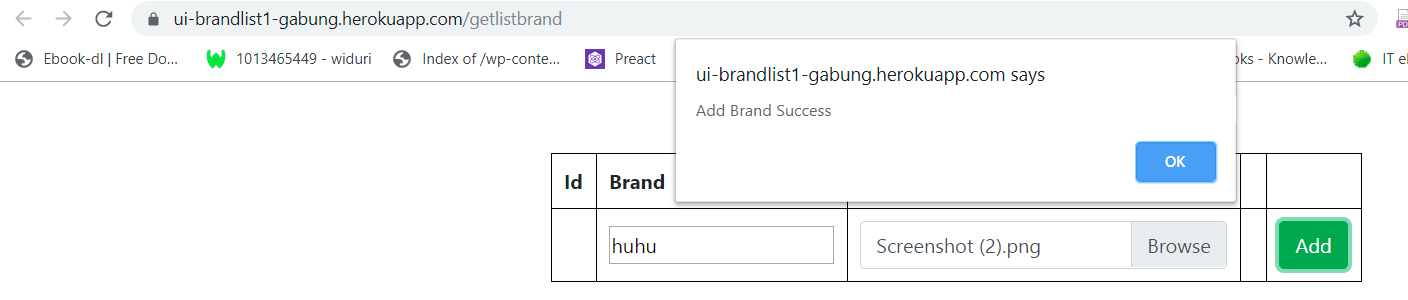 ui-brandlist1-gabung.herokuapp.com/getlistbrand
Ebook-dl | Free Do... 1013465449 - widuri Index of /wp-conte... Preact oks - Knowle... IT e
ui-brandlist1-gabung.herokuapp.com says
Add Brand Success
OK
Id Brand
huhu Screenshot (2).png Browse Add